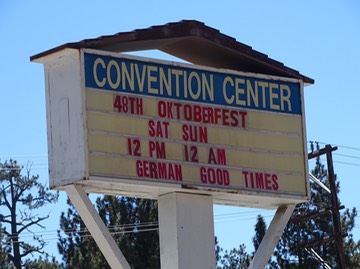 CONVENTION CENTER
48TH OKTOBERFEST
SAT SUN
12 PM 12 AM
GERMAN GOOD TIMES